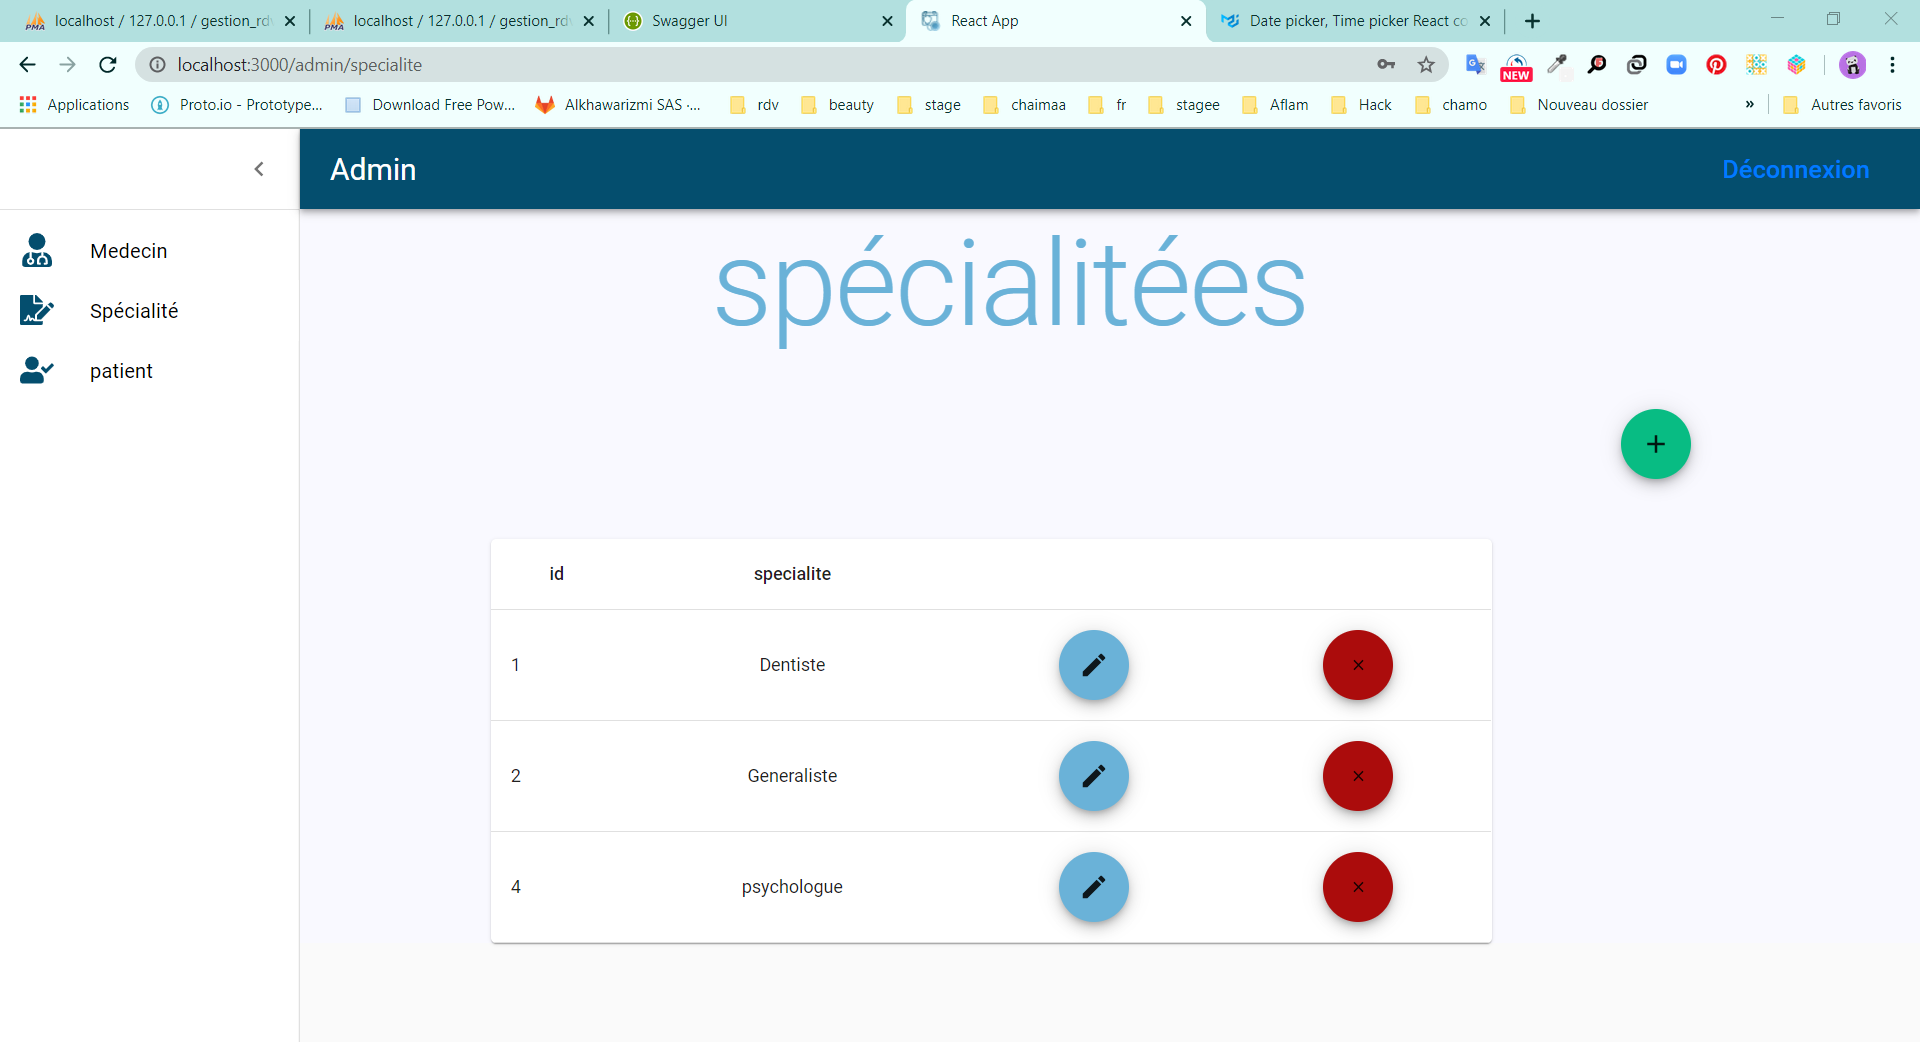 localhost / 127.0.0.1 / gestion_rd
localhost / 127.0.0.1 / gestion_rd
Swagger UI
React App
Date picker, Time picker React co
localhost:3000/admin/specialite
NEW
Applications
Proto.io - Prototype...
Download Free Pow...
Alkhawarizmi SAS ·...
rdv
beauty
stage
chaimaa
fr
stagee
Aflam
Hack
chamo
Nouveau dossier
»
Autres favoris
Admin
Déconnexion
Medecin
Spécialité
patient
spécialitées
+
id specialite
1 Dentiste
2 Generaliste
4 psychologue